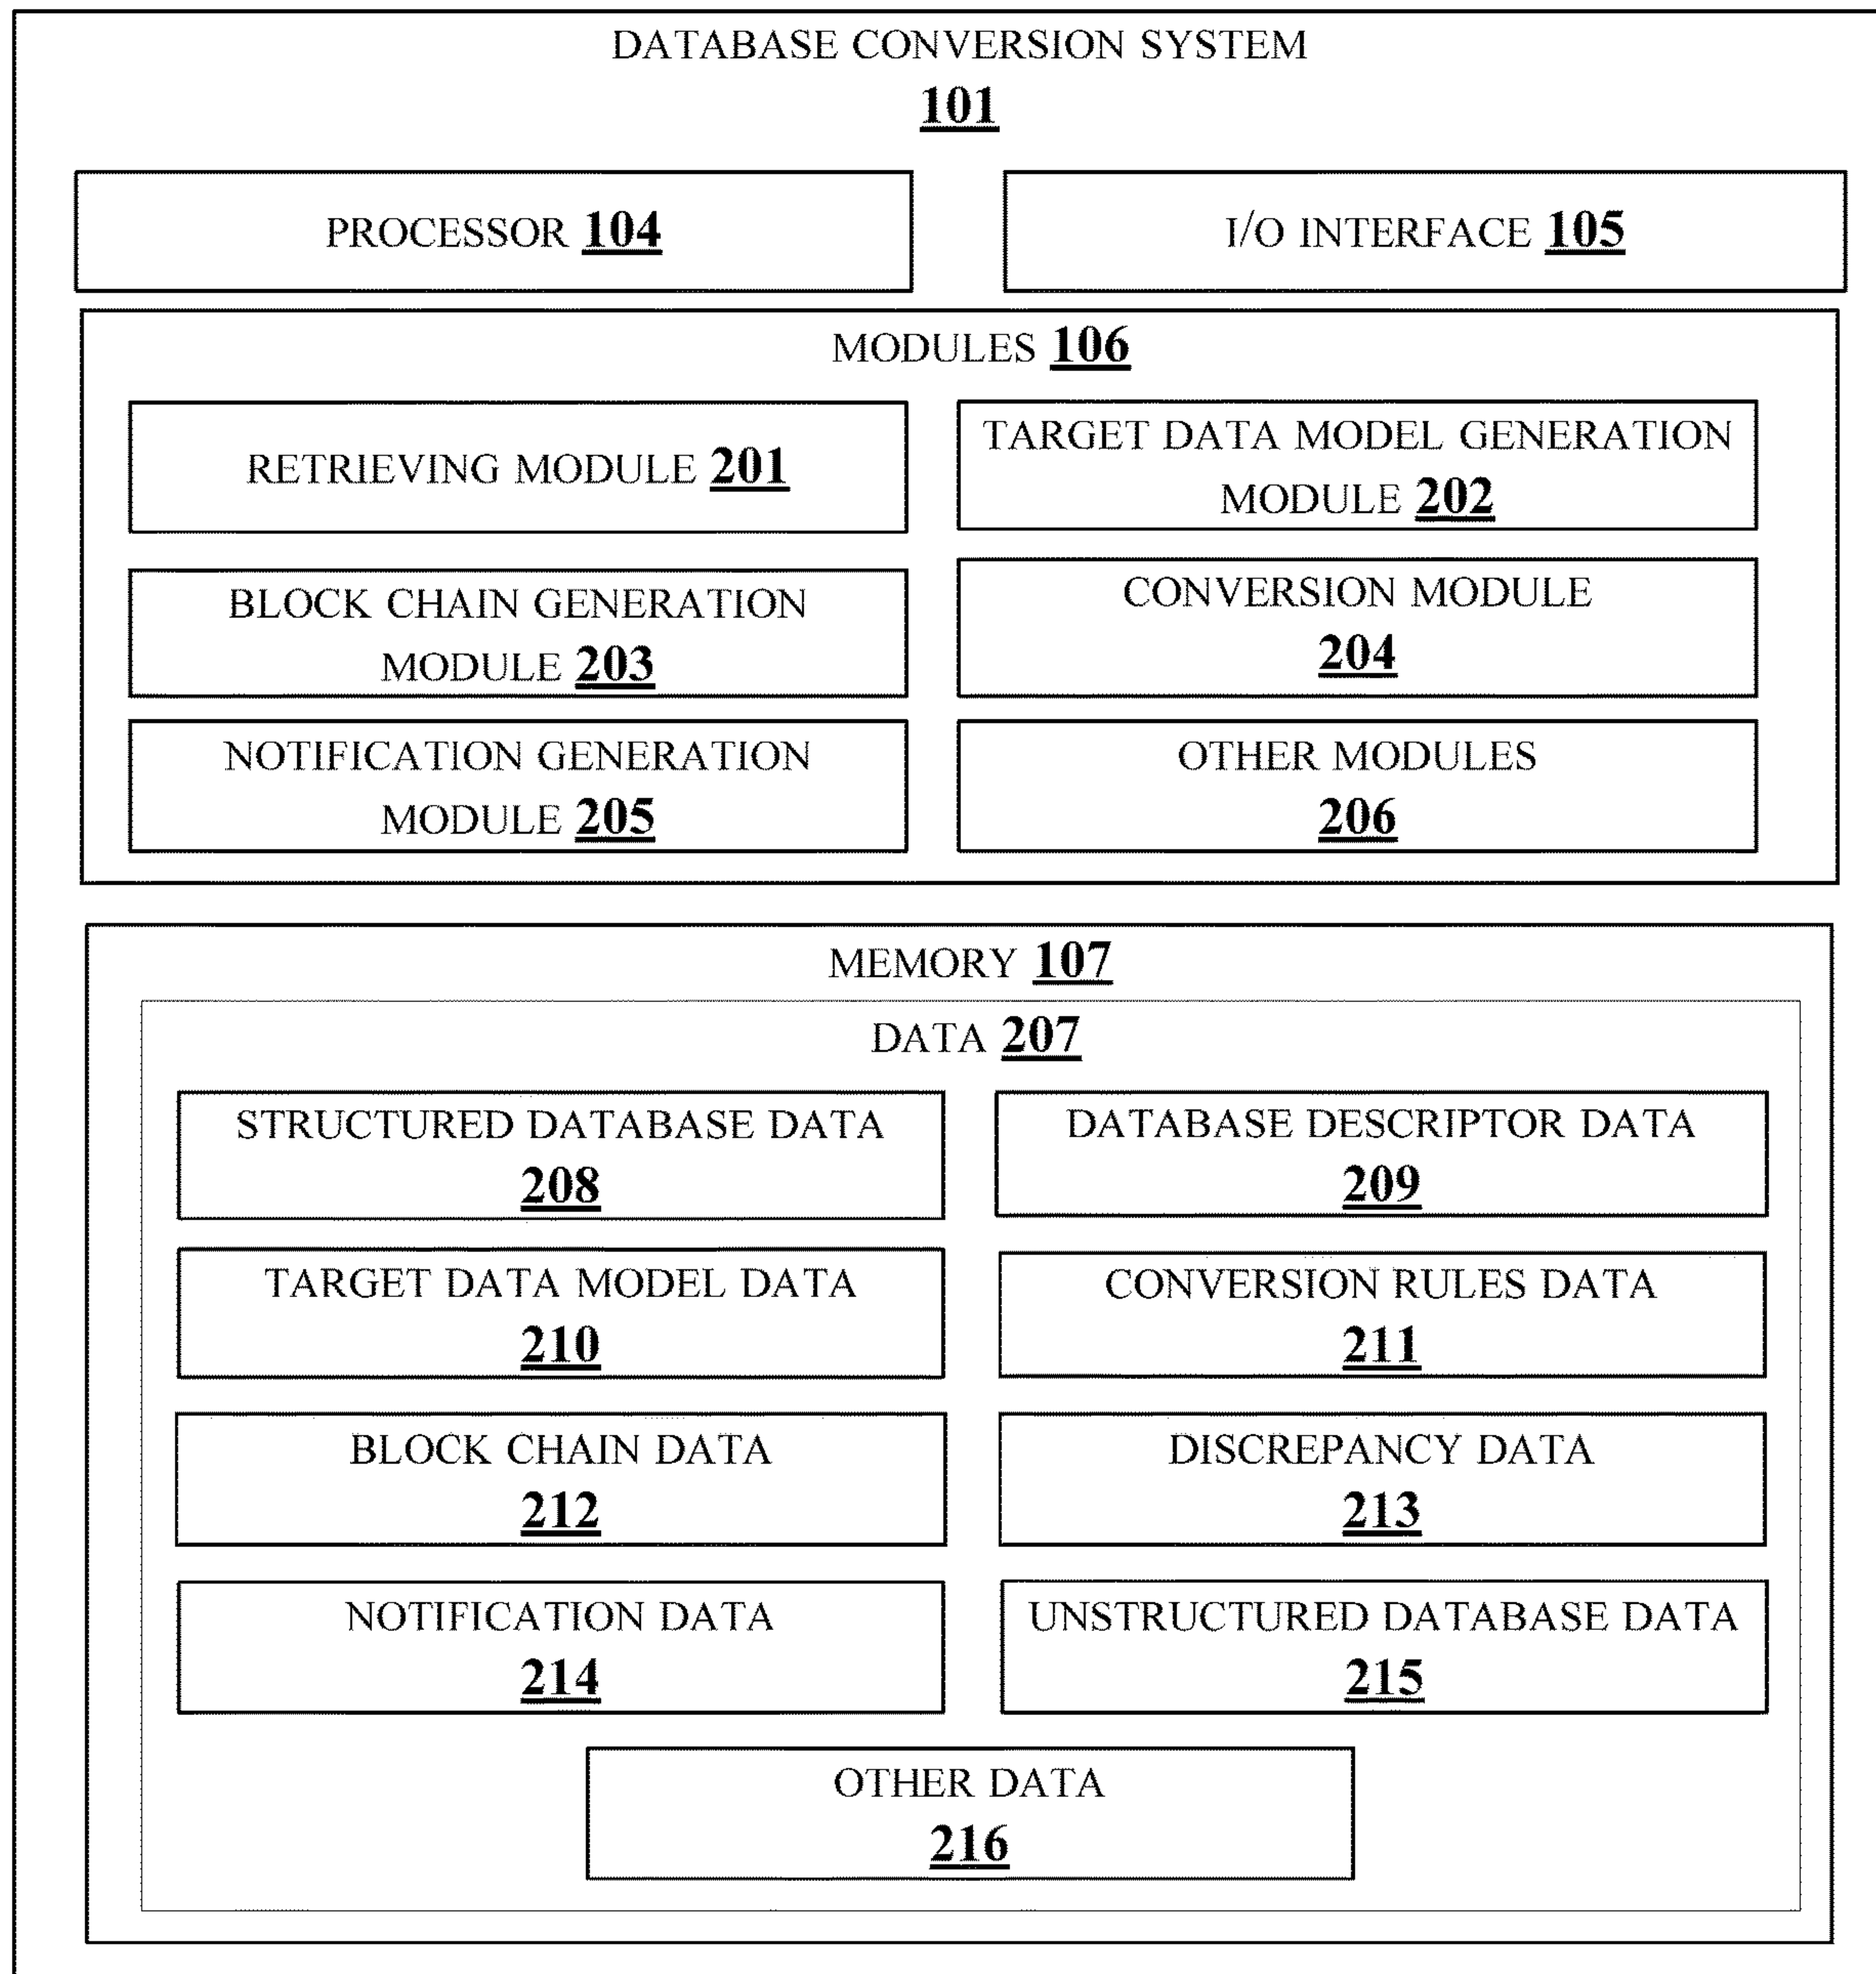 DATABASE CONVERSION SYSTEM
101
PROCESSOR 104
I/O INTERFACE 105
MODULES 106
RETRIEVING MODULE 201
TARGET DATA MODEL GENERATION
MODULE 202
BLOCK CHAIN GENERATION
MODULE 203
CONVERSION MODULE
204
NOTIFICATION GENERATION
MODULE 205
OTHER MODULES
206
MEMORY 107
DATA 207
STRUCTURED DATABASE DATA
208
DATABASE DESCRIPTOR DATA
209
TARGET DATA MODEL DATA
210
CONVERSION RULES DATA
211
BLOCK CHAIN DATA
212
DISCREPANCY DATA
213
NOTIFICATION DATA
214
UNSTRUCTURED DATABASE DATA
215
OTHER DATA
216